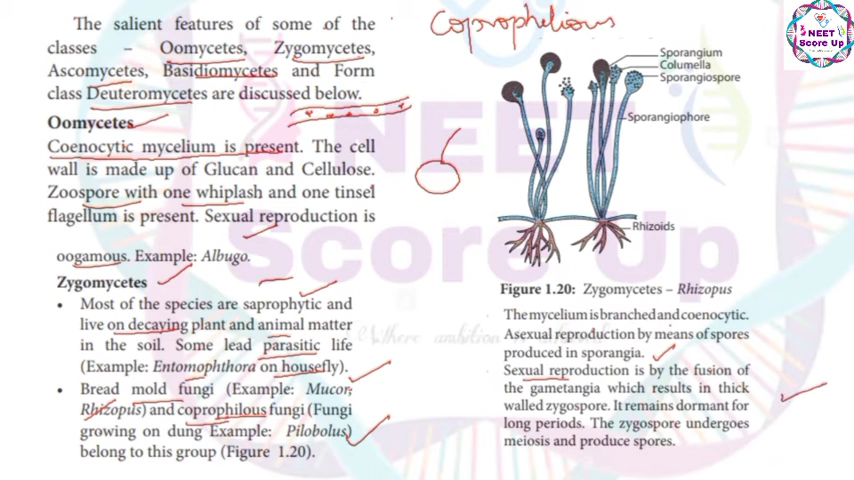 The salient features of some of the
classes – Oomycetes, Zygomycetes,
Ascomycetes, Basidiomycetes and Form
class Deuteromycetes are discussed below.
Oomycetes
Coenocytic mycelium is present. The cell
wall is made up of Glucan and Cellulose.
Zoospore with one whiplash and one tinsel
flagellum is present. Sexual reproduction is
oogamous. Example: Albugo.
Zygomycetes
• Most of the species are saprophytic and
live on decaying plant and animal matter
in the soil. Some lead parasitic life
(Example: Entomophthora on housefly).
• Bread mold fungi (Example: Mucor,
Rhizopus) and coprophilous fungi (Fungi
growing on dung Example: Pilobolus)
belong to this group (Figure 1.20).
Coprophelious
Sporangium
Columella
Sporangiospore
Sporangiophore
Rhizoids
Figure 1.20: Zygomycetes – Rhizopus
The mycelium is branched and coenocytic.
Asexual reproduction by means of spores
produced in sporangia.
Sexual reproduction is by the fusion of
the gametangia which results in thick
walled zygospore. It remains dormant for
long periods. The zygospore undergoes
meiosis and produce spores.
NEET
Score Up
NEET
Score Up
Where ambition